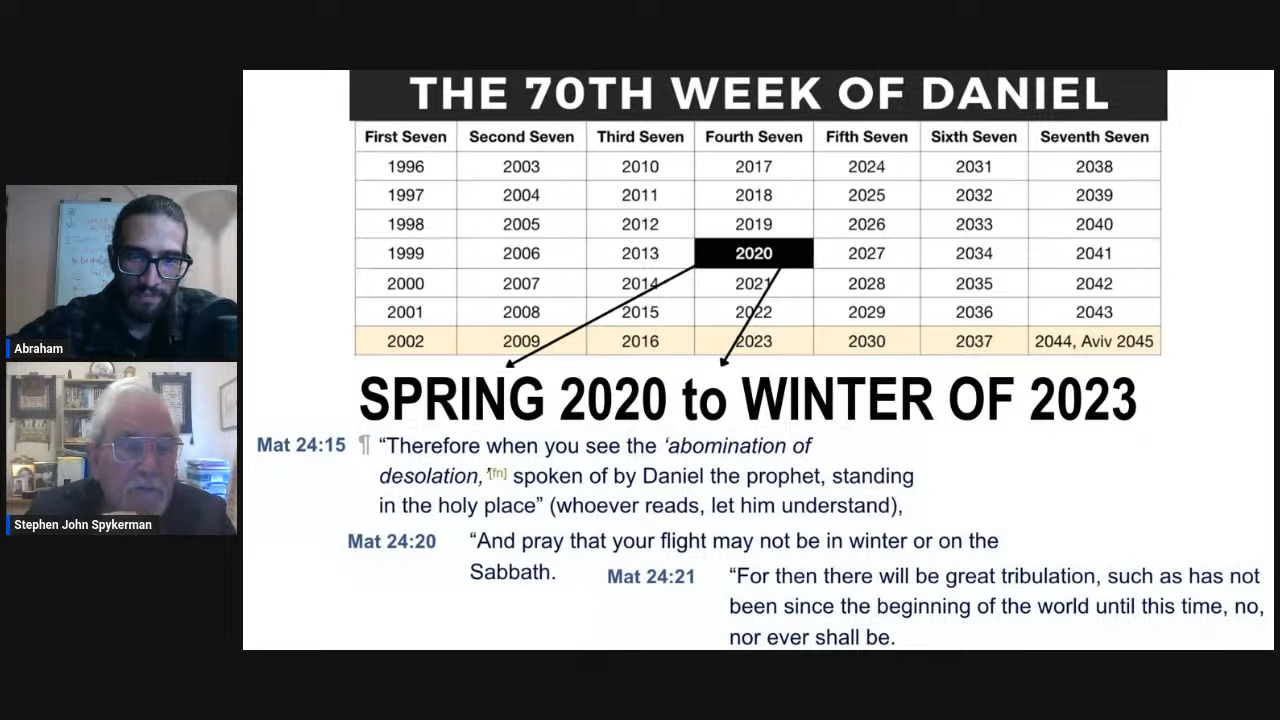 THE 70TH WEEK OF DANIEL
First Seven Second Seven Third Seven Fourth Seven Fifth Seven Sixth Seven Seventh Seven
1996 2003 2010 2017 2024 2031 2038
1997 2004 2011 2018 2025 2032 2039
1998 2005 2012 2019 2026 2033 2040
1999 2006 2013 2020 2027 2034 2041
2000 2007 2014 2021 2028 2035 2042
2001 2008 2015 2022 2029 2036 2043
2002 2009 2016 2023 2030 2037 2044, Aviv 2045
SPRING 2020 to WINTER OF 2023
Mat 24:15 ¶ “Therefore when you see the ‘abomination of
desolation,’[fn] spoken of by Daniel the prophet, standing
in the holy place” (whoever reads, let him understand),
Mat 24:20 “And pray that your flight may not be in winter or on the
Sabbath.
Mat 24:21 “For then there will be great tribulation, such as has not
been since the beginning of the world until this time, no,
nor ever shall be.
Abraham
Stephen John Spykerman